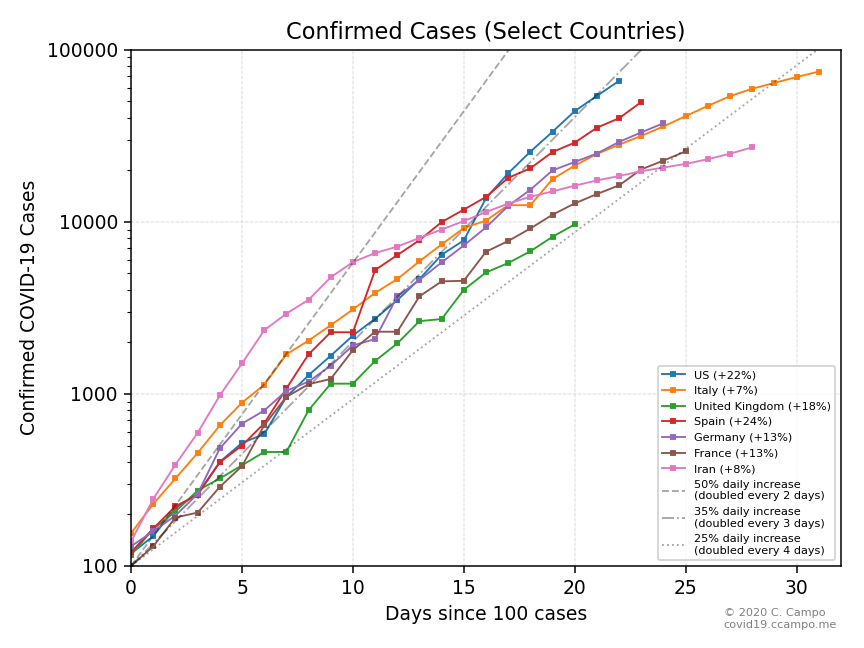 Confirmed Cases (Select Countries)
100000
10000
1000
100
Confirmed COVID-19 Cases
0 5 10 15 20 25 30
Days since 100 cases
US (+22%)
Italy (+7%)
United Kingdom (+18%)
Spain (+24%)
Germany (+13%)
France (+13%)
Iran (+8%)
50% daily increase
(doubled every 2 days)
35% daily increase
(doubled every 3 days)
25% daily increase
(doubled every 4 days)
© 2020 C. Campo
covid19.ccampo.me